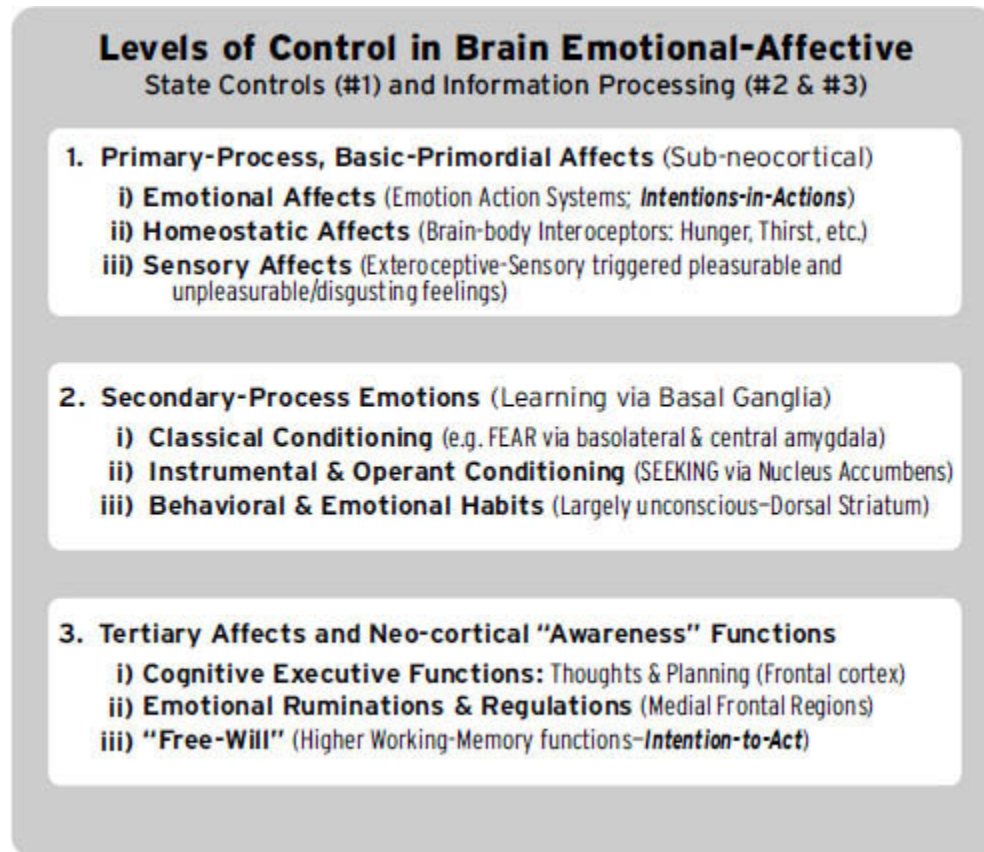 Levels of Control in Brain Emotional-Affective
State Controls (#1) and Information Processing (#2 & #3)
1. Primary-Process, Basic-Primordial Affects (Sub-neocortical)
i) Emotional Affects (Emotion Action Systems; Intentions-in-Actions)
ii) Homeostatic Affects (Brain-body Interoceptors: Hunger, Thirst, etc.)
iii) Sensory Affects (Exteroceptive-Sensory triggered pleasurable and
unpleasurable/disgusting feelings)
2. Secondary-Process Emotions (Learning via Basal Ganglia)
i) Classical Conditioning (e.g. FEAR via basolateral & central amygdala)
ii) Instrumental & Operant Conditioning (SEEKING via Nucleus Accumbens)
iii) Behavioral & Emotional Habits (Largely unconscious–Dorsal Striatum)
3. Tertiary Affects and Neo-cortical “Awareness” Functions
i) Cognitive Executive Functions: Thoughts & Planning (Frontal cortex)
ii) Emotional Ruminations & Regulations (Medial Frontal Regions)
iii) “Free-Will” (Higher Working-Memory functions–Intention-to-Act)